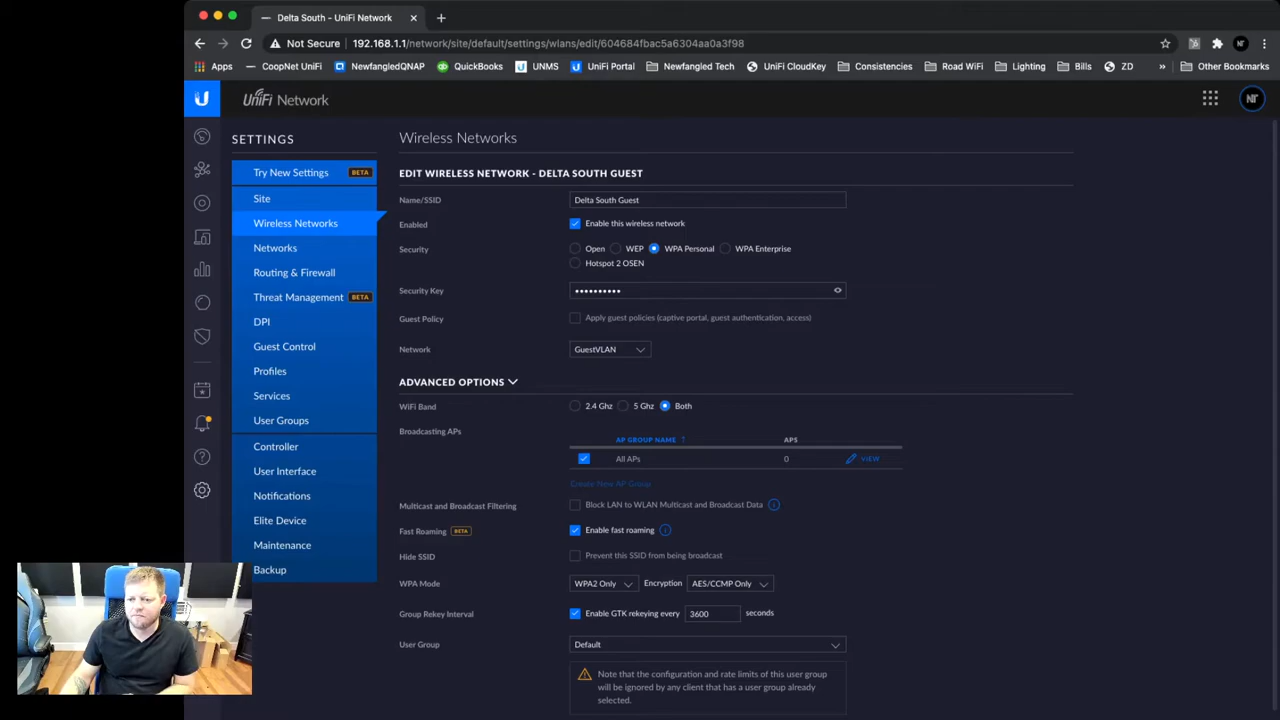 Delta South - UniFi Network
Not Secure 192.168.1.1/network/site/default/settings/wlans/edit/604684fbac5a6304aa0a3f98
Apps CoopNet UniFi NewfangledQNAP QuickBooks UNMS UniFi Portal Newfangled Tech UniFi CloudKey Consistencies Road WiFi Lighting Bills ZD » Other Bookmarks
UniFi Network
NT
SETTINGS
Try New Settings BETA
Site
Wireless Networks
Networks
Routing & Firewall
Threat Management BETA
DPI
Guest Control
Profiles
Services
User Groups
Controller
User Interface
Notifications
Elite Device
Maintenance
Backup
Wireless Networks
EDIT WIRELESS NETWORK - DELTA SOUTH GUEST
Name/SSID Delta South Guest
Enabled Enable this wireless network
Security Open WEP WPA Personal WPA Enterprise
Hotspot 2 OSEN
Security Key ••••••••••
Guest Policy Apply guest policies (captive portal, guest authentication, access)
Network GuestVLAN
ADVANCED OPTIONS
WiFi Band 2.4 Ghz 5 Ghz Both
Broadcasting APs
AP GROUP NAME APS
All APs 0 VIEW
Create New AP Group
Multicast and Broadcast Filtering Block LAN to WLAN Multicast and Broadcast Data
Fast Roaming BETA Enable fast roaming
Hide SSID Prevent this SSID from being broadcast
WPA Mode WPA2 Only Encryption AES/CCMP Only
Group Rekey Interval Enable GTK rekeying every 3600 seconds
User Group Default
Note that the configuration and rate limits of this user group
will be ignored by any client that has a user group already
selected.